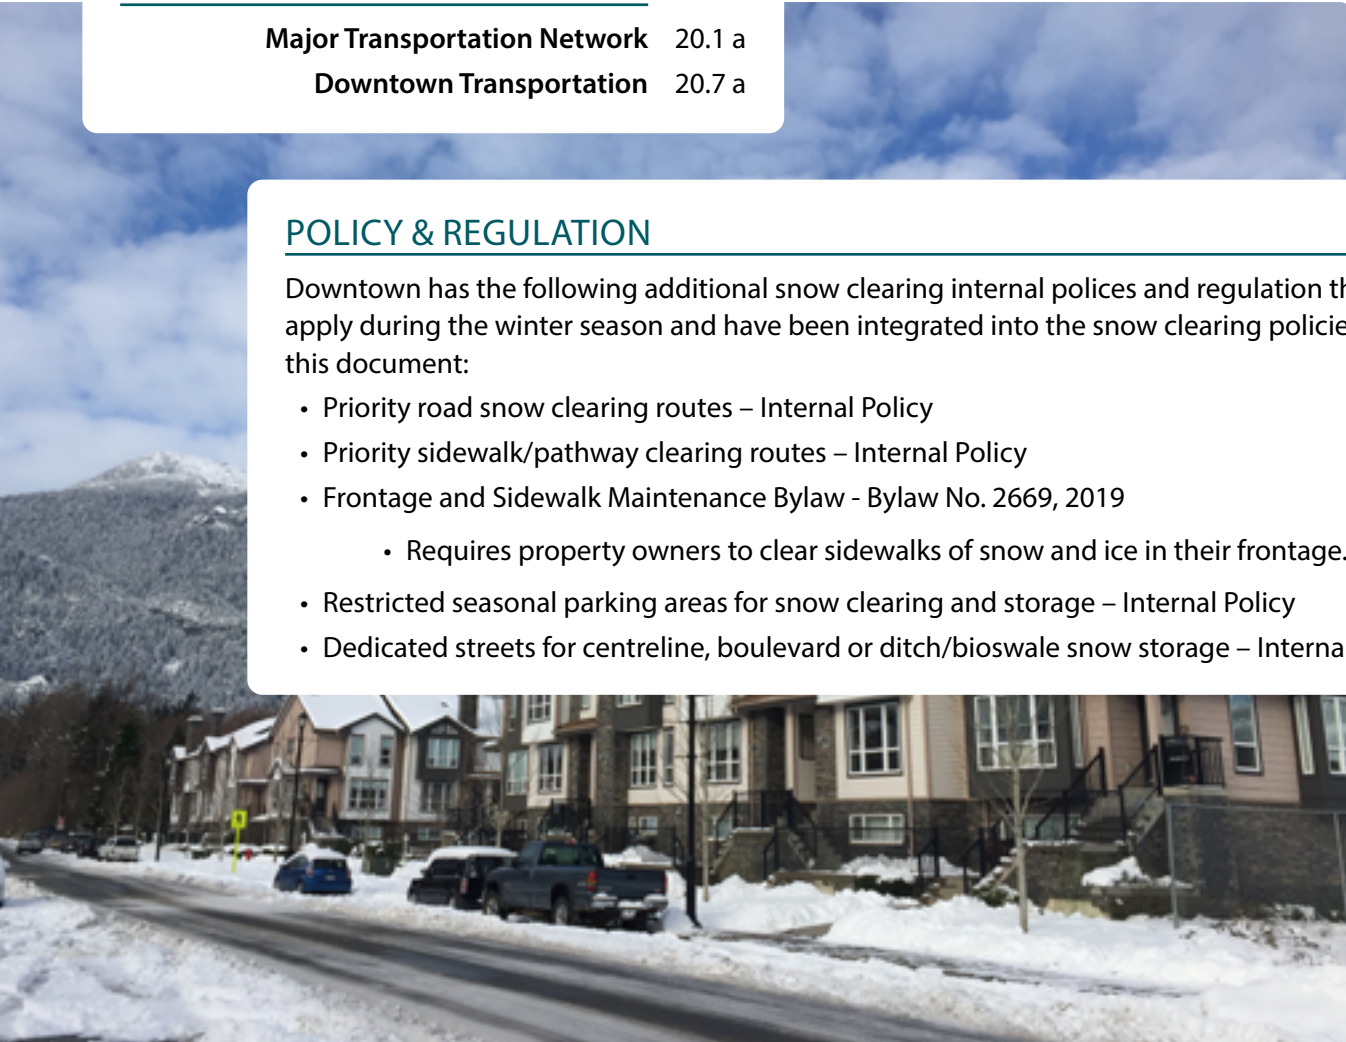 Major Transportation Network 20.1 a
Downtown Transportation 20.7 a
POLICY & REGULATION
Downtown has the following additional snow clearing internal polices and regulation th
apply during the winter season and have been integrated into the snow clearing policie
this document:
• Priority road snow clearing routes – Internal Policy
• Priority sidewalk/pathway clearing routes – Internal Policy
• Frontage and Sidewalk Maintenance Bylaw - Bylaw No. 2669, 2019
• Requires property owners to clear sidewalks of snow and ice in their frontage.
• Restricted seasonal parking areas for snow clearing and storage – Internal Policy
• Dedicated streets for centreline, boulevard or ditch/bioswale snow storage – Interna